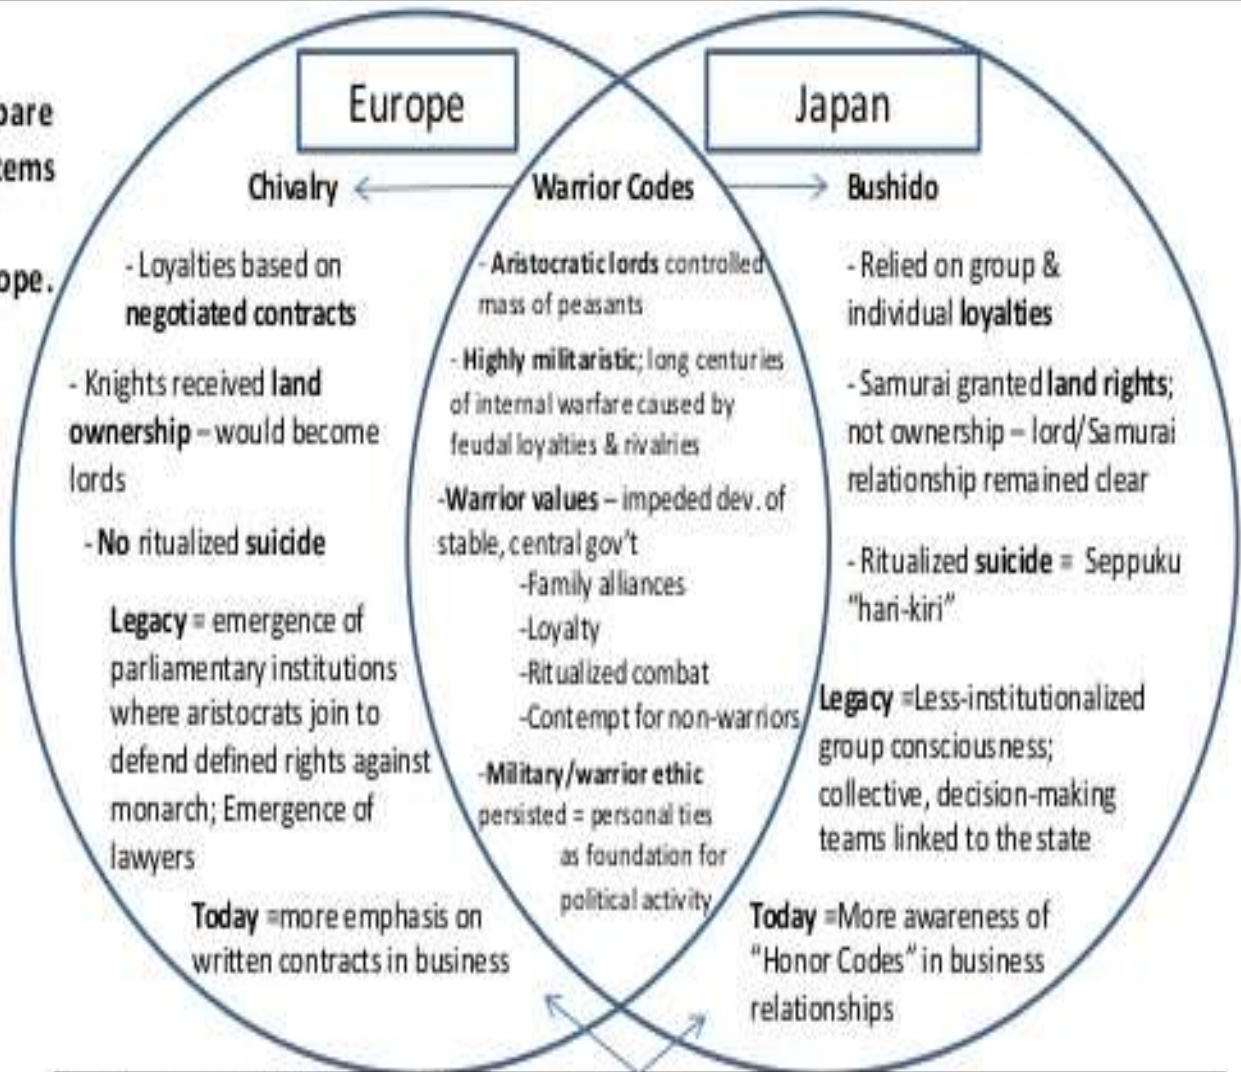 pare
tems
ope.
Europe
Japan
Chivalry
Warrior Codes
Bushido
- Loyalties based on
negotiated contracts
- Knights received land
ownership – would become
lords
- No ritualized suicide
Legacy = emergence of
parliamentary institutions
where aristocrats join to
defend defined rights against
monarch; Emergence of
lawyers
Today =more emphasis on
written contracts in business
- Aristocratic lords controlled
mass of peasants
- Highly militaristic; long centuries
of internal warfare caused by
feudal loyalties & rivalries
-Warrior values – impeded dev. of
stable, central gov't
-Family alliances
-Loyalty
-Ritualized combat
-Contempt for non-warriors
-Military/warrior ethic
persisted = personal ties
as foundation for
political activity
- Relied on group &
individual loyalties
- Samurai granted land rights;
not ownership – lord/Samurai
relationship remained clear
- Ritualized suicide = Seppuku
"hari-kiri"
Legacy =Less-institutionalized
group consciousness;
collective, decision-making
teams linked to the state
Today =More awareness of
"Honor Codes" in business
relationships